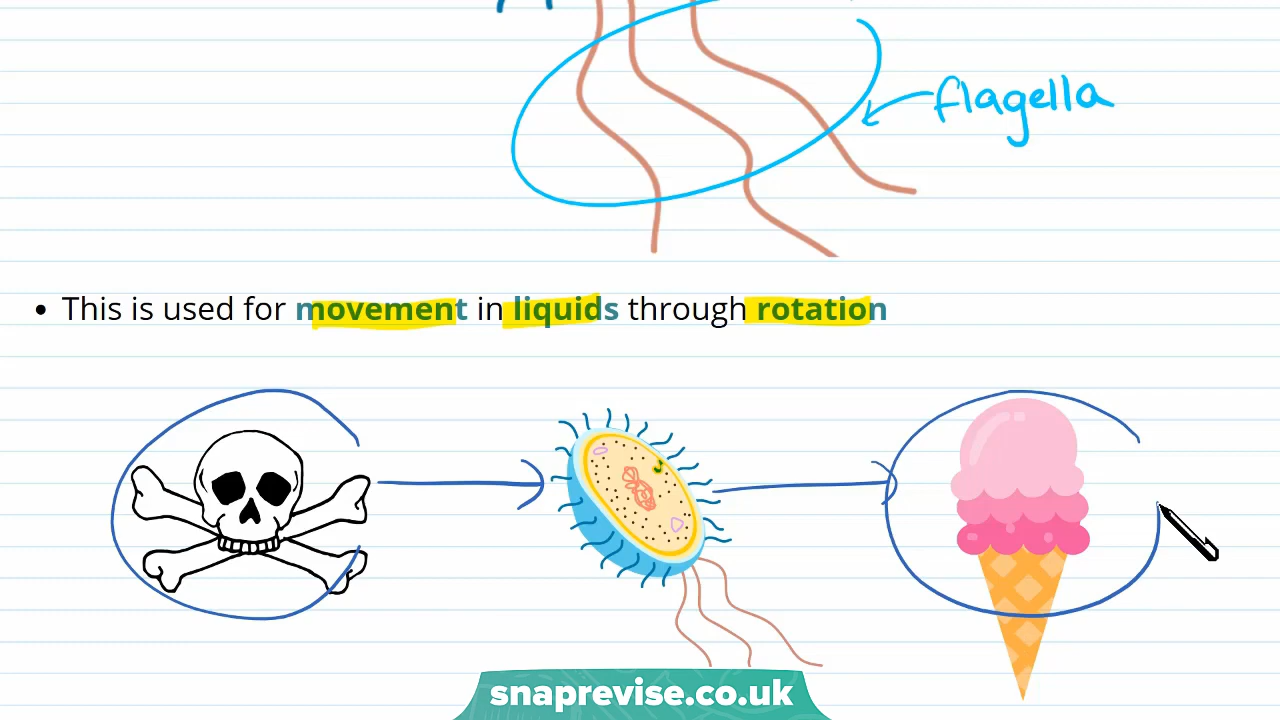 flagella
• This is used for movement in liquids through rotation
snaprevise.co.uk